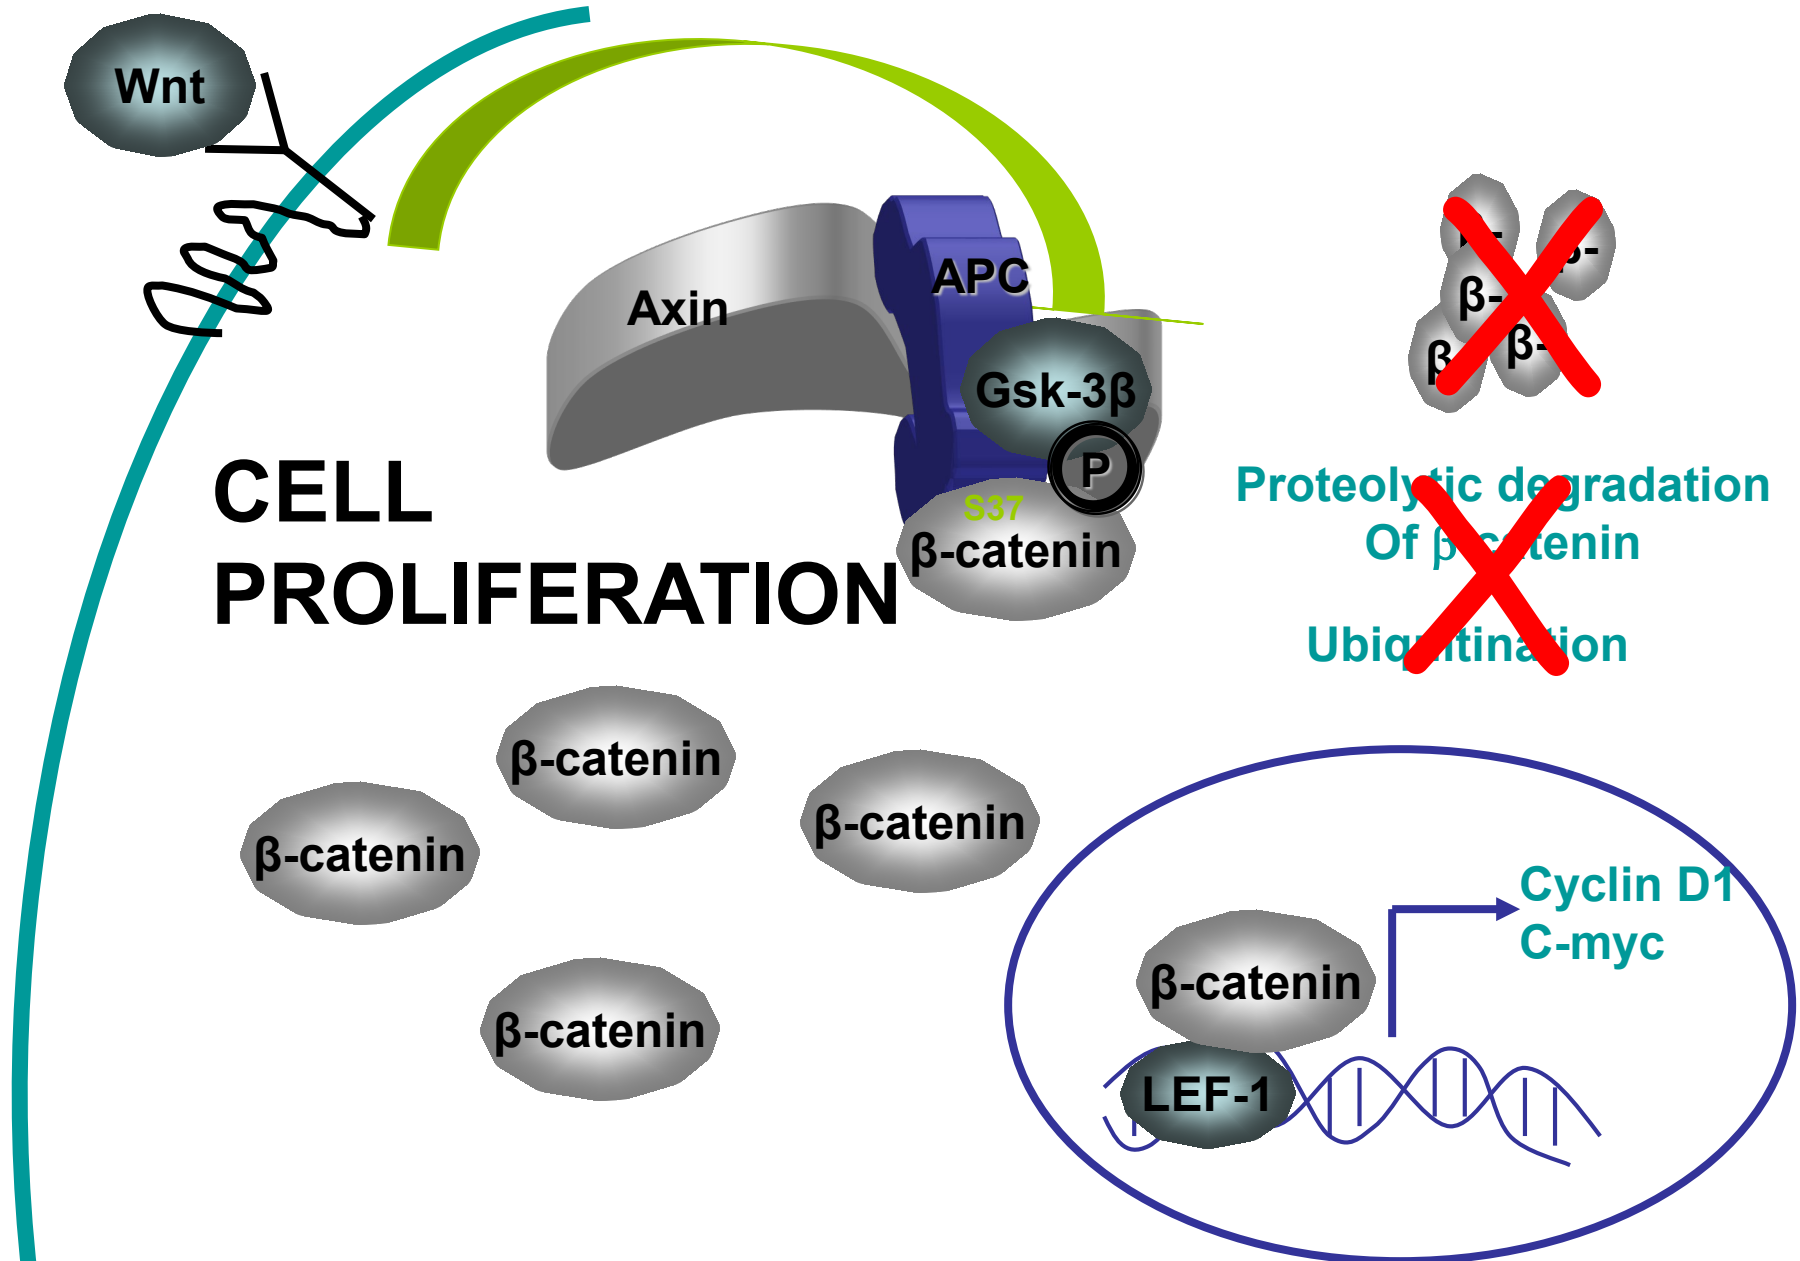 Wnt
Axin
APC
Gsk-3β
P
S37
β-catenin
CELL
PROLIFERATION
β-
β-
β-
β-
Proteolytic degradation
Of β-catenin
Ubiquitination
β-catenin
β-catenin
β-catenin
β-catenin
β-catenin
LEF-1
Cyclin D1
C-myc